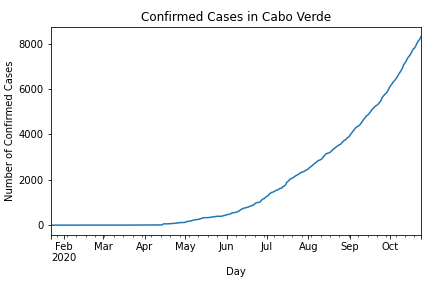 Confirmed Cases in Cabo Verde
8000
6000
4000
2000
0
Number of Confirmed Cases
Feb Mar Apr May Jun Jul Aug Sep Oct
2020
Day